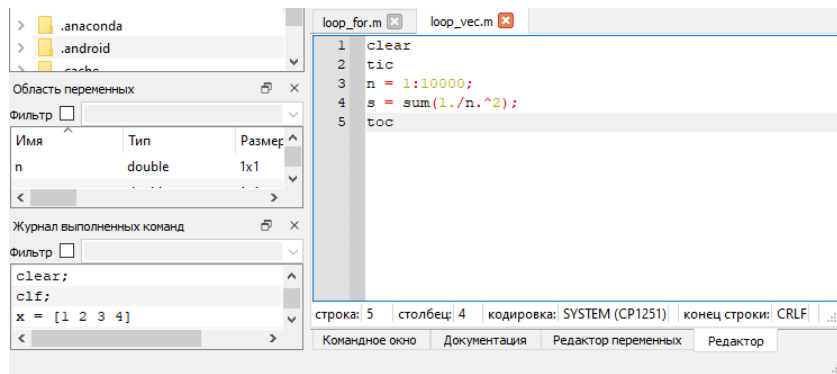 .anaconda
.android
.cache
Область переменных
Фильтр
Имя Тип Размер
n double 1x1
Журнал выполненных команд
Фильтр
clear;
clf;
x = [1 2 3 4]
loop_for.m loop_vec.m
1 clear
2 tic
3 n = 1:10000;
4 s = sum(1./n.^2);
5 toc
строка: 5 столбец: 4 кодировка: SYSTEM (CP1251) конец строки: CRLF
Командное окно Документация Редактор переменных Редактор